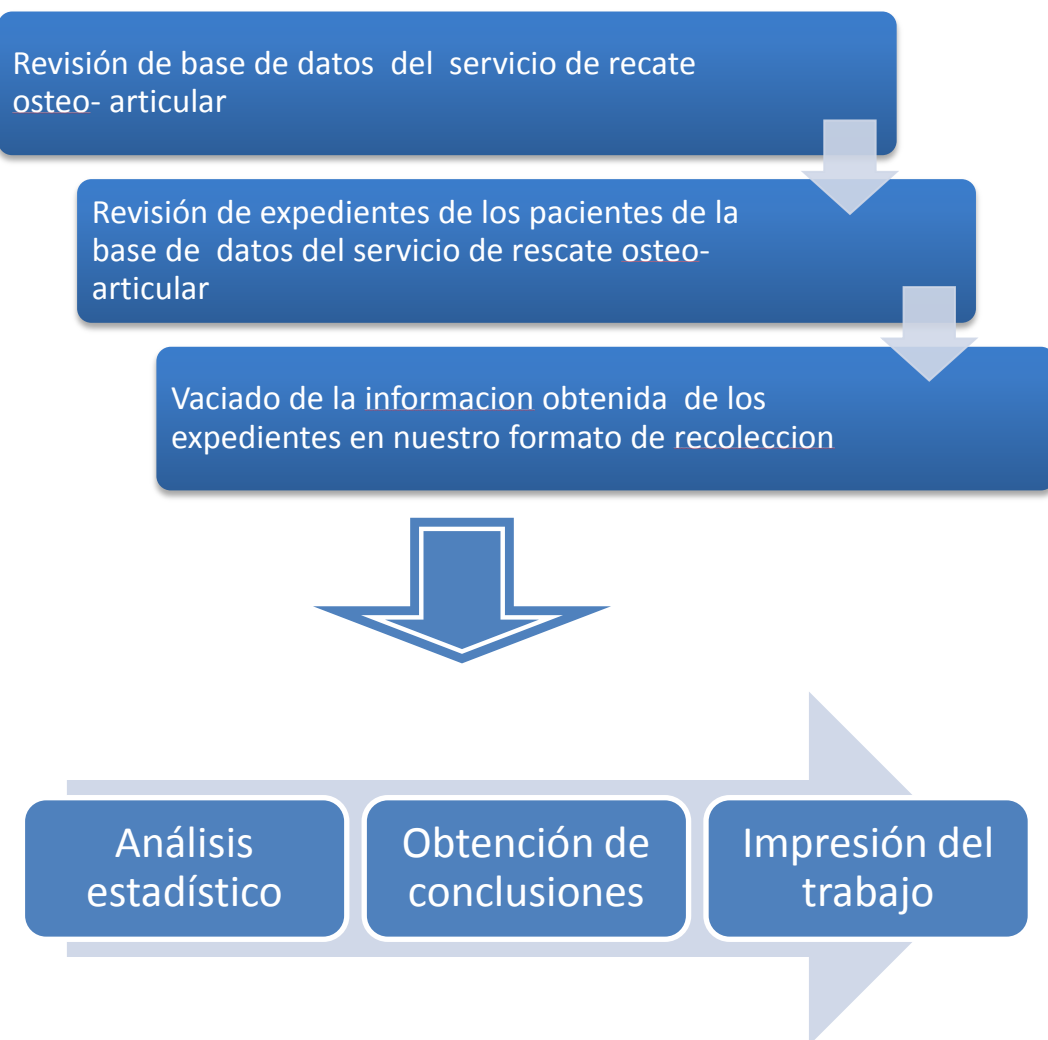 Revisión de base de datos  del  servicio de recate
osteo- articular
Revisión de expedientes de los pacientes de la
base de  datos del servicio de rescate osteo-
articular
Vaciado de la informacion obtenida  de los
expedientes en nuestro formato de recoleccion
Análisis
estadístico
Obtención de
conclusiones
Impresión del
trabajo